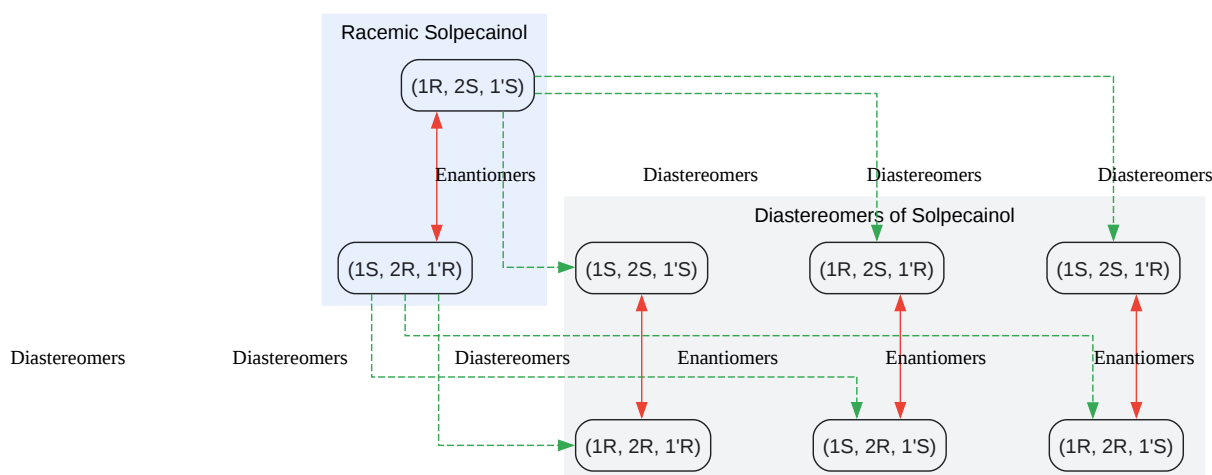 Racemic Solpecainol
(1R, 2S, 1'S)
Enantiomers
Diastereomers
Diastereomers
Diastereomers
Diastereomers of Solpecainol
(1S, 2R, 1'R)
(1S, 2S, 1'S)
(1R, 2S, 1'R)
(1S, 2S, 1'R)
Diastereomers
Diastereomers
Diastereomers
Enantiomers
Enantiomers
Enantiomers
(1R, 2R, 1'R)
(1S, 2R, 1'S)
(1R, 2R, 1'S)